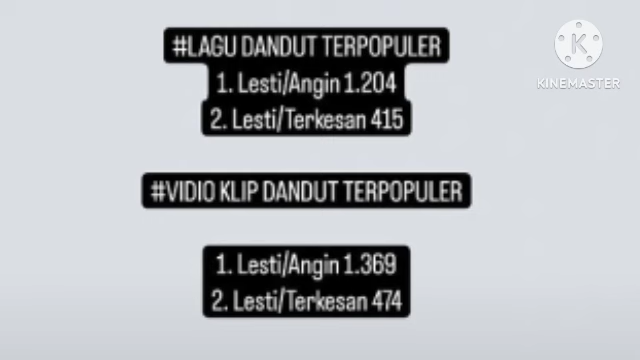 #LAGU DANDUT TERPOPULER
1. Lesti/Angin 1.204
2. Lesti/Terkesan 415
#VIDIO KLIP DANDUT TERPOPULER
1. Lesti/Angin 1.369
2. Lesti/Terkesan 474
K
KINEMASTER